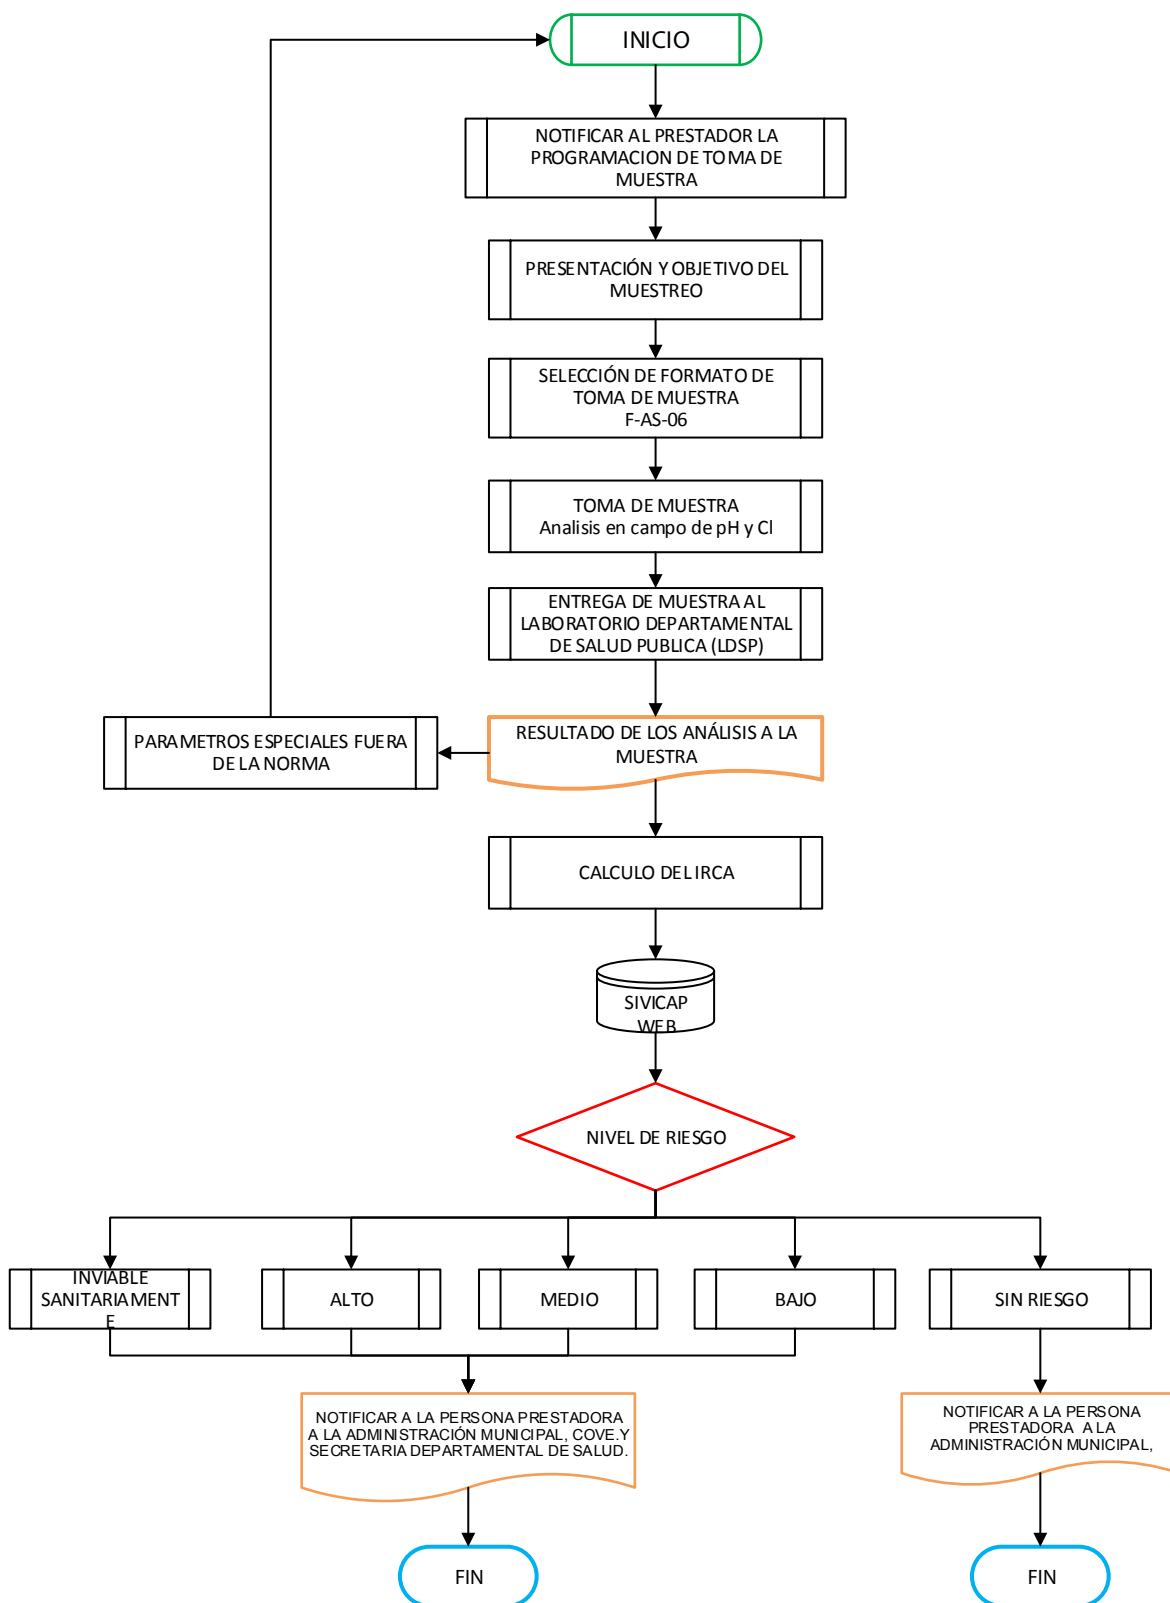 INICIO
NOTIFICAR AL PRESTADOR LA
PROGRAMACION DE TOMA DE
MUESTRA
PRESENTACIÓN Y OBJETIVO DEL
MUESTREO
SELECCIÓN DE FORMATO DE
TOMA DE MUESTRA
F-AS-06
TOMA DE MUESTRA
Analisis en campo de pH y Cl
ENTREGA DE MUESTRA AL
LABORATORIO DEPARTAMENTAL
DE SALUD PUBLICA (LDSP)
PARAMETROS ESPECIALES FUERA
DE LA NORMA
RESULTADO DE LOS ANÁLISIS A LA
MUESTRA
CALCULO DEL IRCA
SIVICAP
WEB
NIVEL DE RIESGO
INVIABLE
SANITARIAMENT
E
ALTO
MEDIO
BAJO
SIN RIESGO
NOTIFICAR A LA PERSONA PRESTADORA
A LA ADMINISTRACIÓN MUNICIPAL, COVE.Y
SECRETARIA DEPARTAMENTAL DE SALUD.
NOTIFICAR A LA PERSONA
PRESTADORA A LA
ADMINISTRACIÓN MUNICIPAL,
FIN
FIN